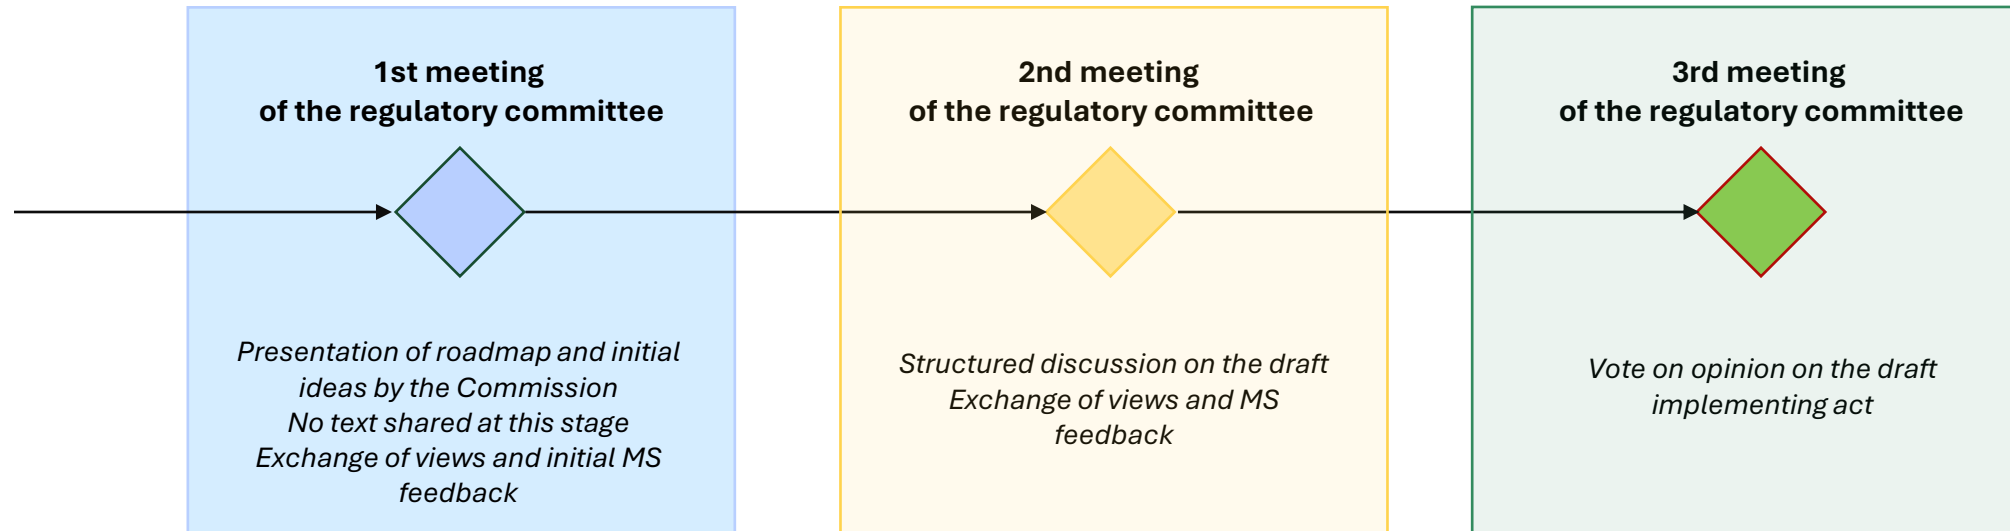 1st meeting
of the regulatory committee
Presentation of roadmap and initial
ideas by the Commission
No text shared at this stage
Exchange of views and initial MS
feedback
2nd meeting
of the regulatory committee
Structured discussion on the draft
Exchange of views and MS
feedback
3rd meeting
of the regulatory committee
Vote on opinion on the draft
implementing act